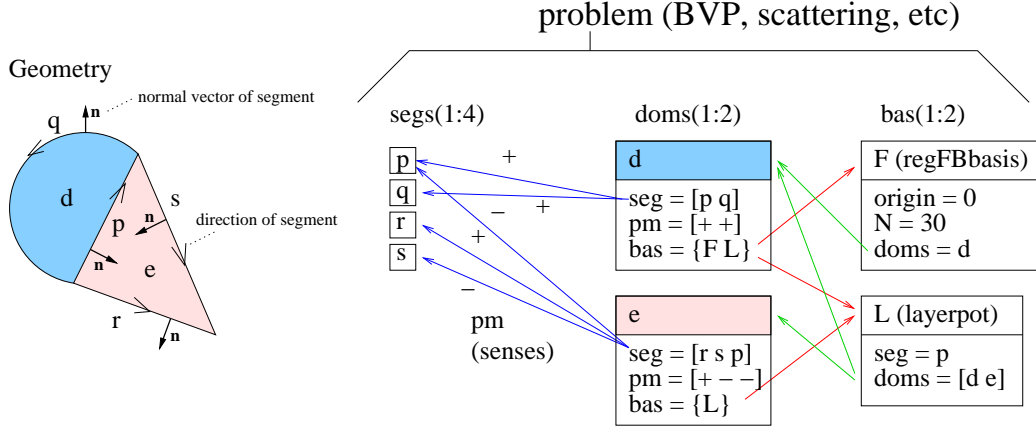 problem (BVP, scattering, etc)
Geometry
n
normal vector of segment
q
d
p
s
n
direction of segment
n
e
r
n
segs(1:4)
p
q
r
s
+
− +
+
−
pm
(senses)
doms(1:2)
d
seg = [p q]
pm = [+ +]
bas = {F L}
e
seg = [r s p]
pm = [+ − −]
bas = {L}
bas(1:2)
F (regFBbasis)
origin = 0
N = 30
doms = d
L (layerpot)
seg = p
doms = [d e]